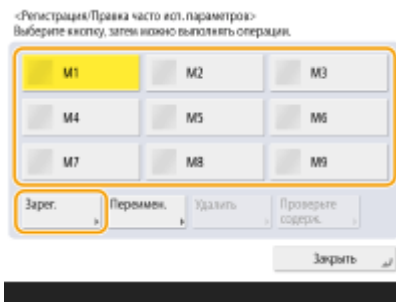 <Регистрация/Правка часто исп. параметров>
Выберите кнопку, затем можно выполнять операции.
M1 M2 M3
M4 M5 M6
M7 M8 M9
Зарег. Переимен. Удалить Проверьте
содерж.
Закрыть